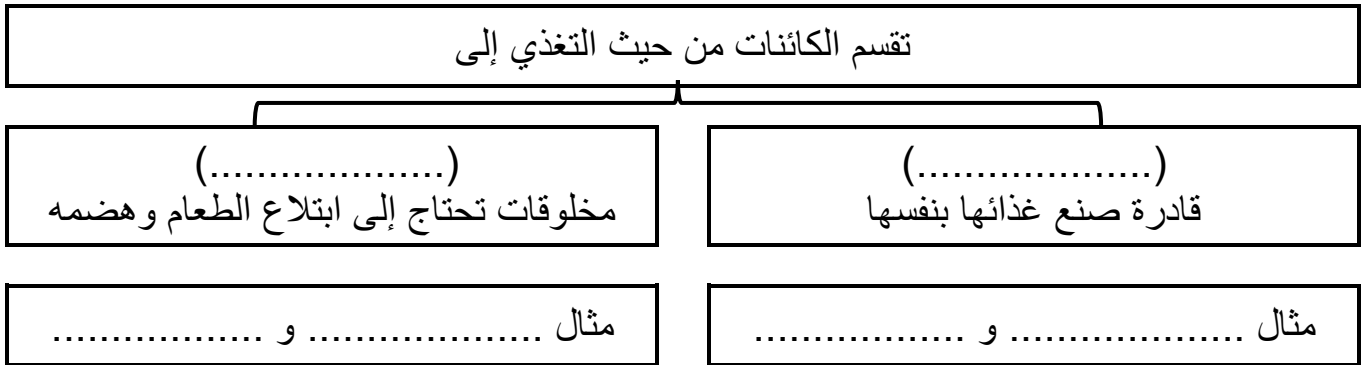 تقسم الكائنات من حيث التغذي إلى
(....................)
قادرة صنع غذائها بنفسها
(....................)
مخلوقات تحتاج إلى ابتلاع الطعام وهضمه
مثال .................... و ..................
مثال .................... و ..................